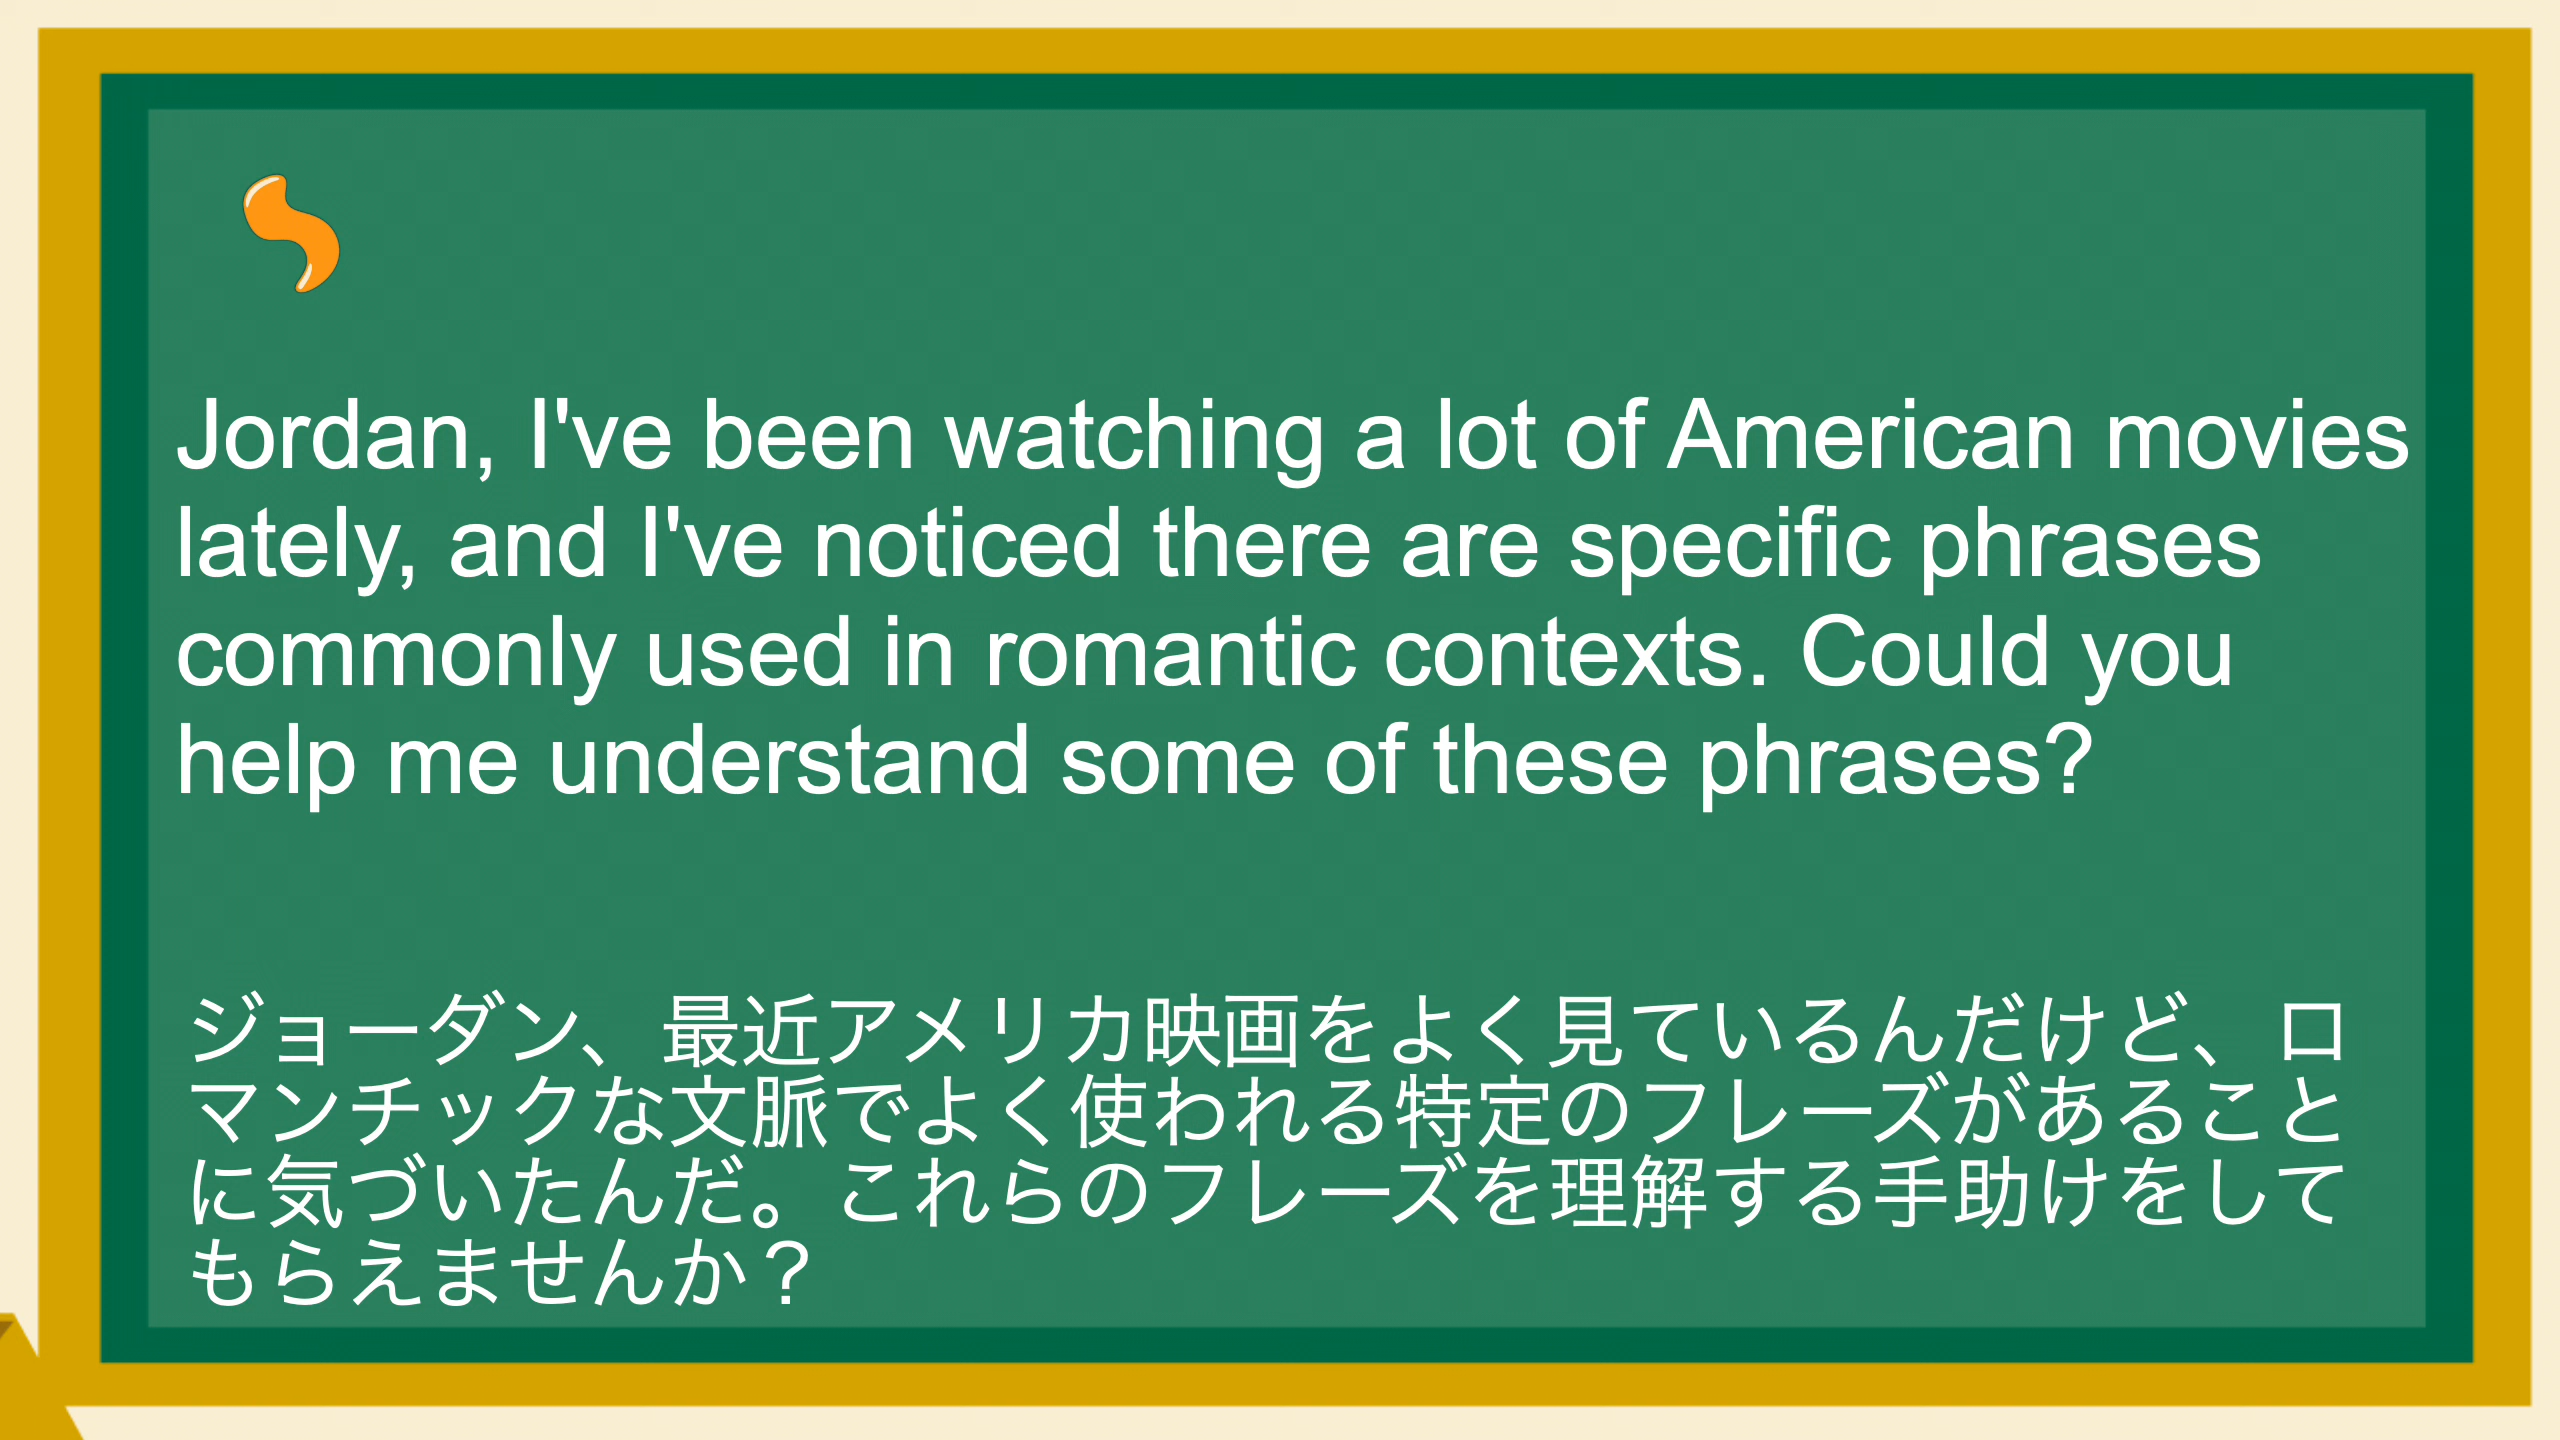 Jordan, I've been watching a lot of American movies
lately, and I've noticed there are specific phrases
commonly used in romantic contexts. Could you
help me understand some of these phrases?
ジョーダン、最近アメリカ映画をよく見ているんだけど、ロ
マンチックな文脈でよく使われる特定のフレーズがあること
に気づいたんだ。これらのフレーズを理解する手助けをして
もらえませんか？